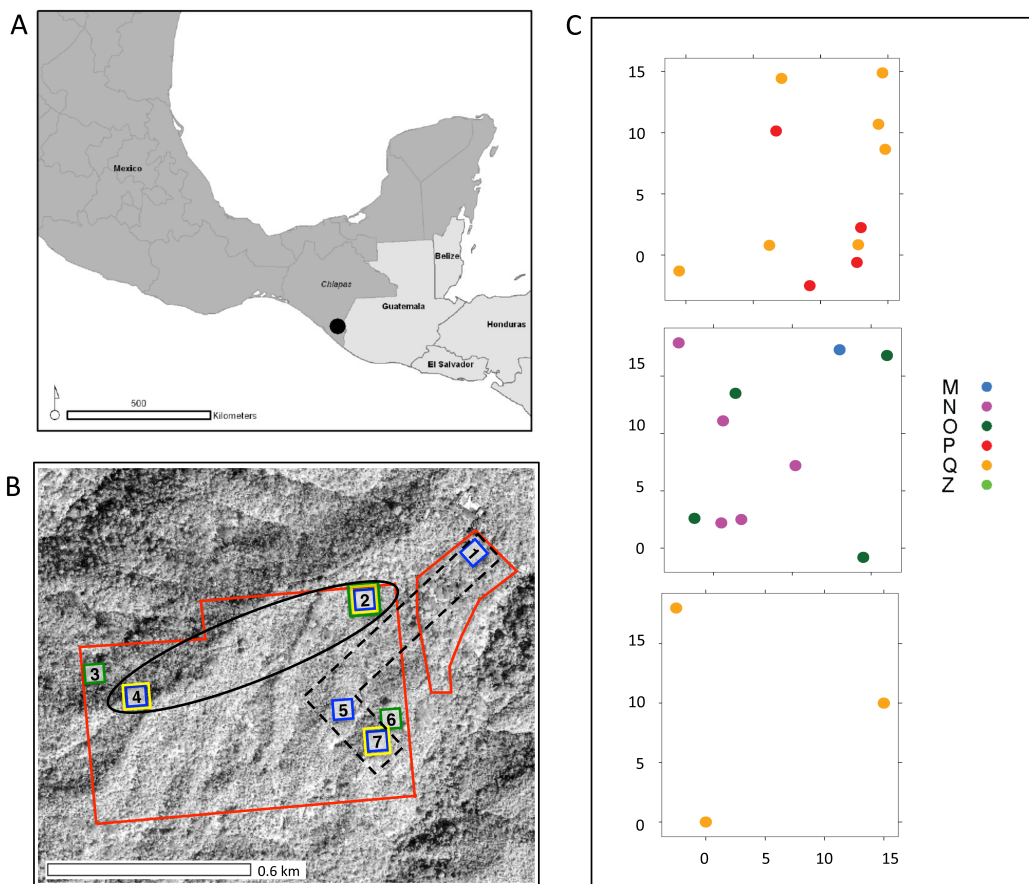 A
Mexico
Chiapas
Belize
Guatemala
Honduras
El Salvador
500
Kilometers
B
1
2
3
4
5
6
7
0.6 km
C
15
10
5
0
15
10
5
0
M
N
O
P
Q
Z
15
10
5
0
0 5 10 15